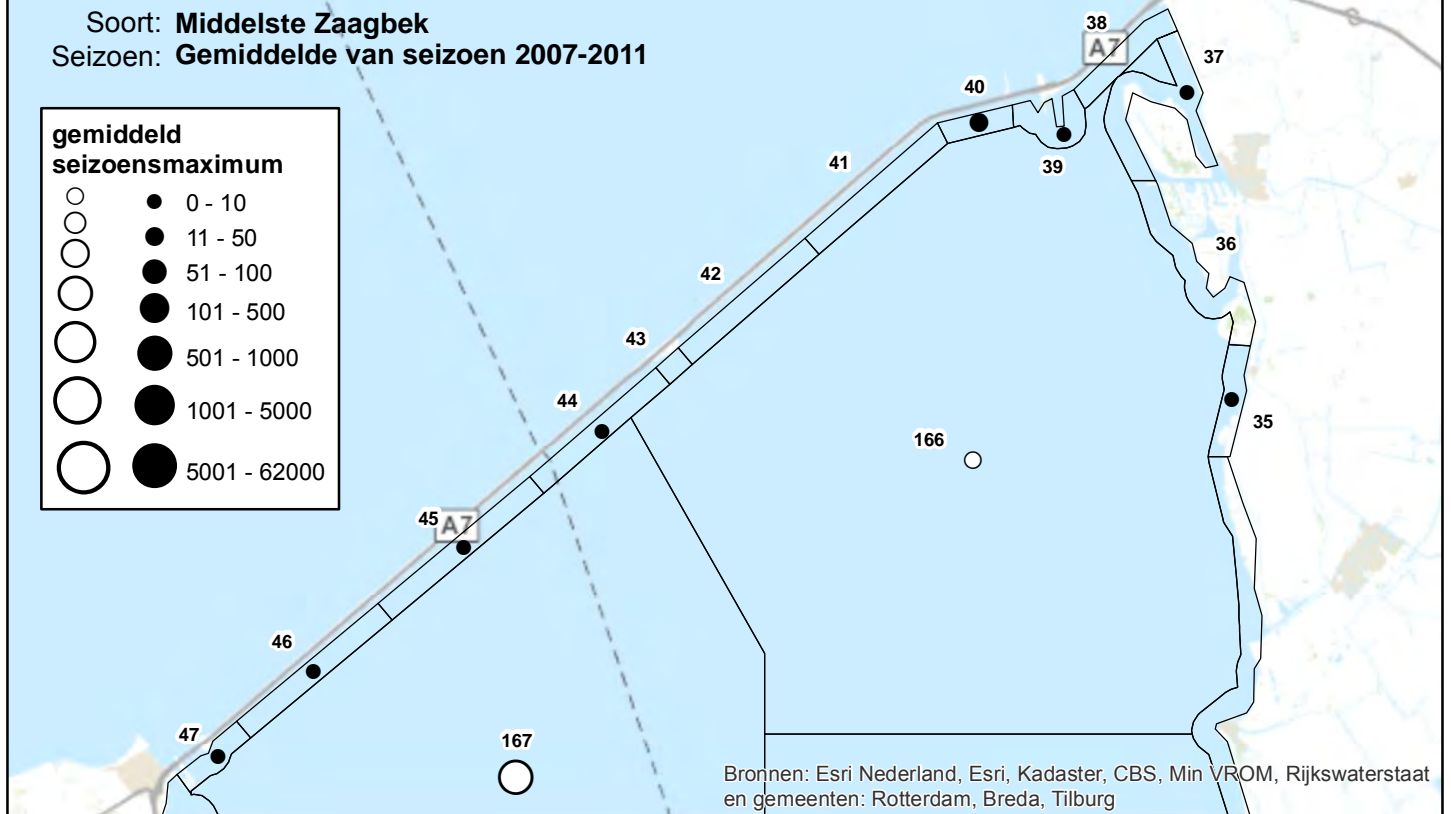 Soort: Middelste Zaagbek
Seizoen: Gemiddelde van seizoen 2007-2011
gemiddeld
seizoensmaximum
0 - 10
11 - 50
51 - 100
101 - 500
501 - 1000
1001 - 5000
5001 - 62000
38
A7
37
40
39
41
36
42
43
44
35
166
45
A7
46
47
167
Bronnen: Esri Nederland, Esri, Kadaster, CBS, Min VROM, Rijkswaterstaat
en gemeenten: Rotterdam, Breda, Tilburg